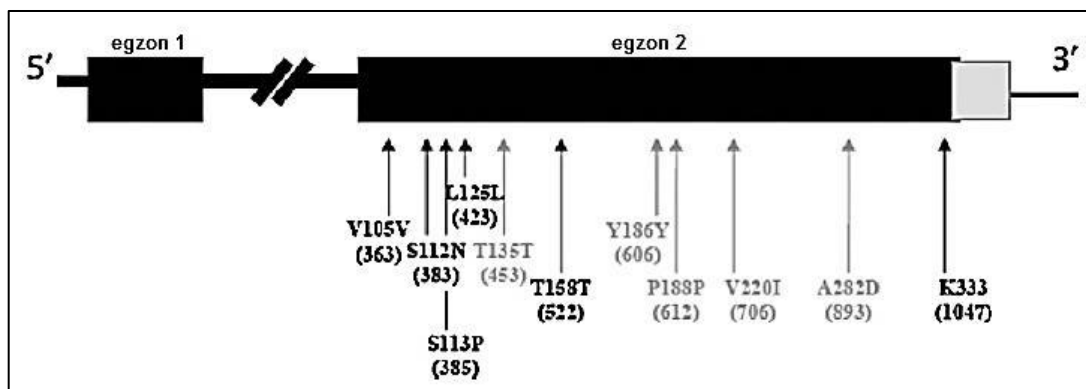 egzon 1
egzon 2
5′
3′
L125L
(423)
V105V
(363)
S112N
(383)
T135T
(453)
Y186Y
(606)
T158T
(522)
P188P
(612)
V220I
(706)
A282D
(893)
K333
(1047)
S113P
(385)